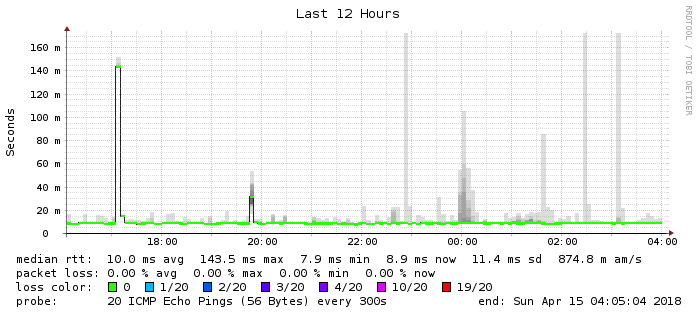 Last 12 Hours
RRDTOOL / TOBI OETIKER
Seconds
160 m
140 m
120 m
100 m
80 m
60 m
40 m
20 m
0
18:00 20:00 22:00 00:00 02:00 04:00
median rtt: 10.0 ms avg 143.5 ms max 7.9 ms min 8.9 ms now 11.4 ms sd 874.8 m am/s
packet loss: 0.00 % avg 0.00 % max 0.00 % min 0.00 % now
loss color: 0 1/20 2/20 3/20 4/20 10/20 19/20
probe: 20 ICMP Echo Pings (56 Bytes) every 300s end: Sun Apr 15 04:05:04 2018